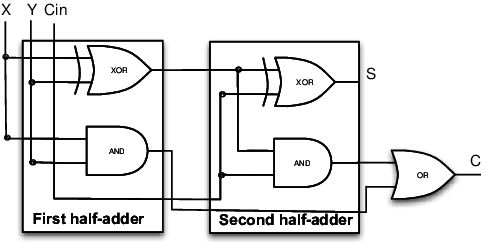 X Y Cin
XOR
XOR
S
AND
AND
OR
C
First half-adder
Second half-adder